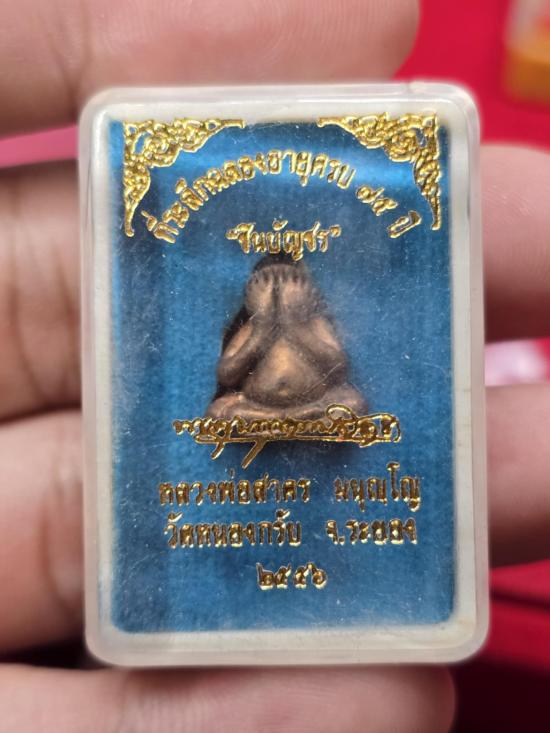 ที่ระลึกฉลองอายุครบ ๗๕ ปี
"ชินบัญชร"
หลวงพ่อสาคร มนุญฺโญ
วัดหนองกรับ จ.ระยอง
๒๕๕๖